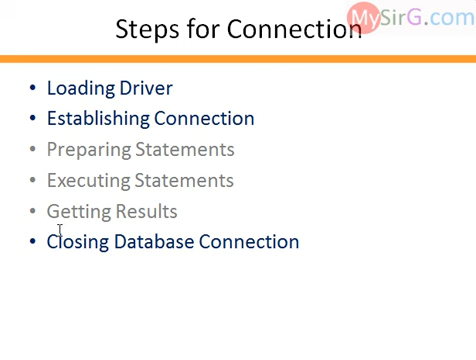 MySirG.com
Steps for Connection
• Loading Driver
• Establishing Connection
• Preparing Statements
• Executing Statements
• Getting Results
• Closing Database Connection